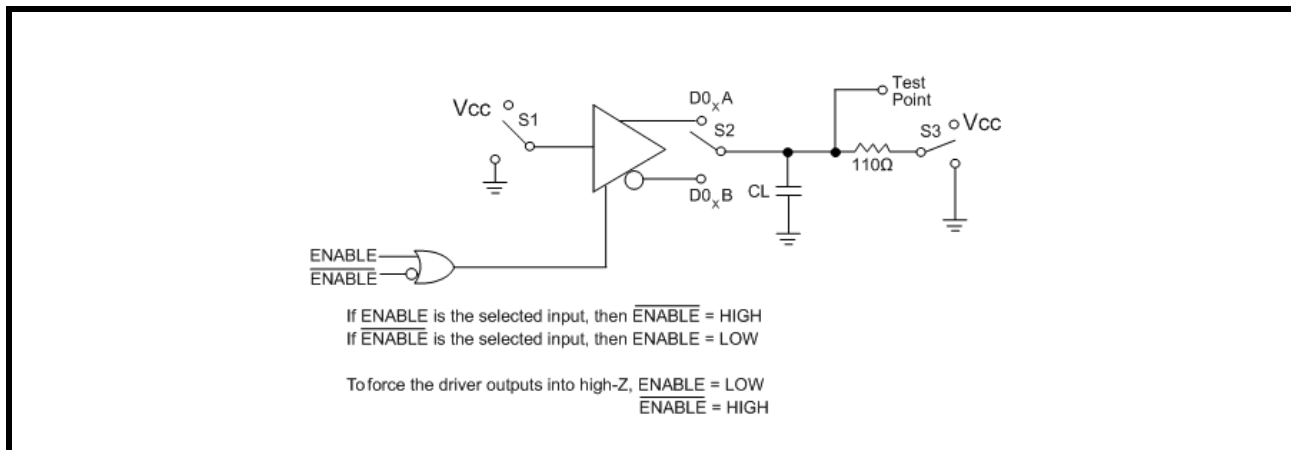 Vcc
S1
D0xA
S2
D0xB
CL
Test
Point
110Ω
S3
Vcc
ENABLE
ENABLE
If ENABLE is the selected input, then ENABLE = HIGH
If ENABLE is the selected input, then ENABLE = LOW
To force the driver outputs into high-Z, ENABLE = LOW
ENABLE = HIGH